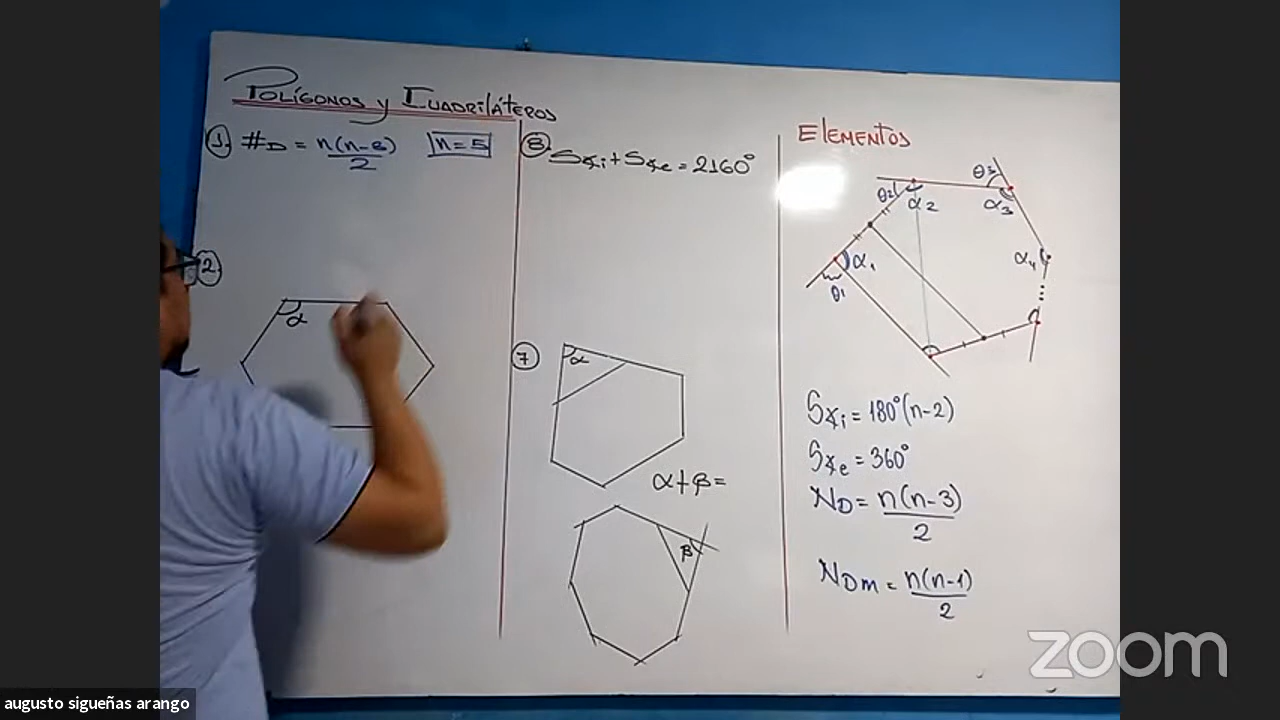 POLÍGONOS y CUADRILÁTEROS
1. #D = n(n-3)/2 n=5
2.
α
8 S∢i + S∢e = 2160°
7
α
α+β=
β
ELEMENTOS
θ3
θ2 α2 α3
α1 α4
θ1
S∢i = 180°(n-2)
S∢e = 360°
ND = n(n-3)/2
NDm = n(n-1)/2
zoom
augusto sigueñas arango